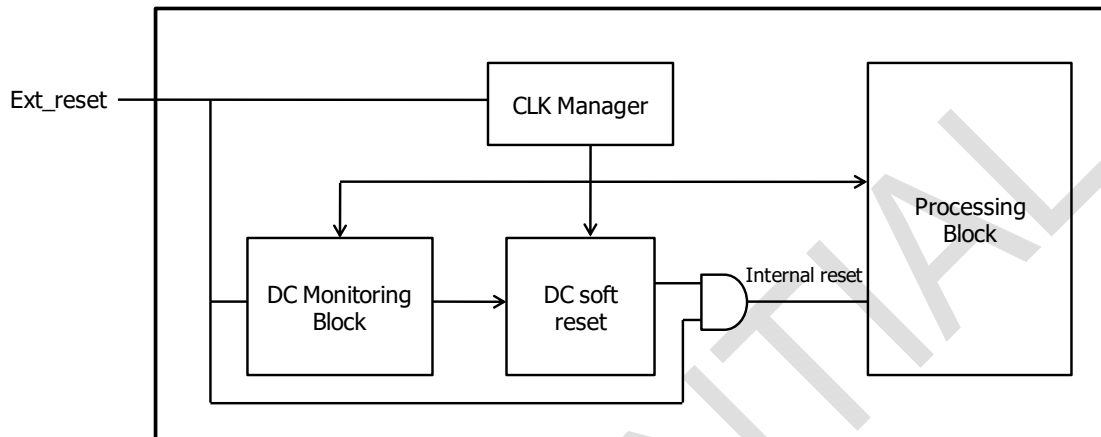 Ext_reset
CLK Manager
Processing
Block
DC Monitoring
Block
DC soft
reset
Internal reset